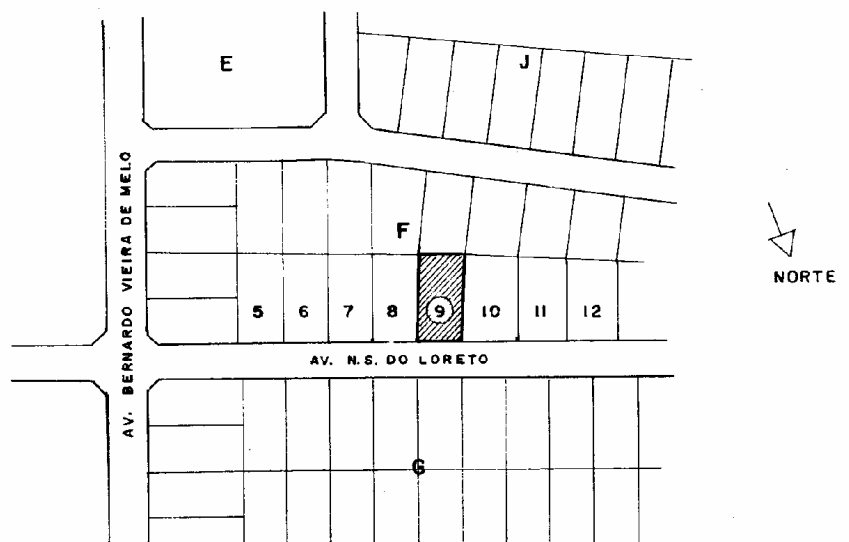 E
J
AV. BERNARDO VIEIRA DE MELO
F
NORTE
5 6 7 8 9 10 11 12
AV. N.S. DO LORETO
G